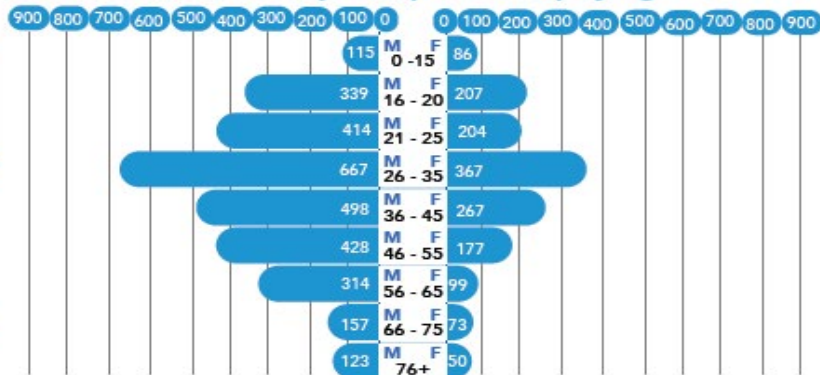 900 800 700 600 500 400 300 200 100 0 0 100 200 300 400 500 600 700 800 900
115 M F 86
0 -15
339 M F 207
16 - 20
414 M F 204
21 - 25
667 M F 367
26 - 35
498 M F 267
36 - 45
428 M F 177
46 - 55
314 M F 99
56 - 65
157 M F 73
66 - 75
123 M F 50
76+